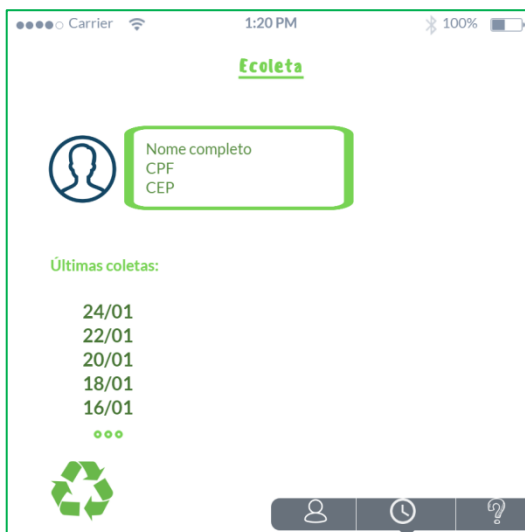 Carrier 1:20 PM 100%
Ecoleta
Nome completo
CPF
CEP
Últimas coletas:
24/01
22/01
20/01
18/01
16/01